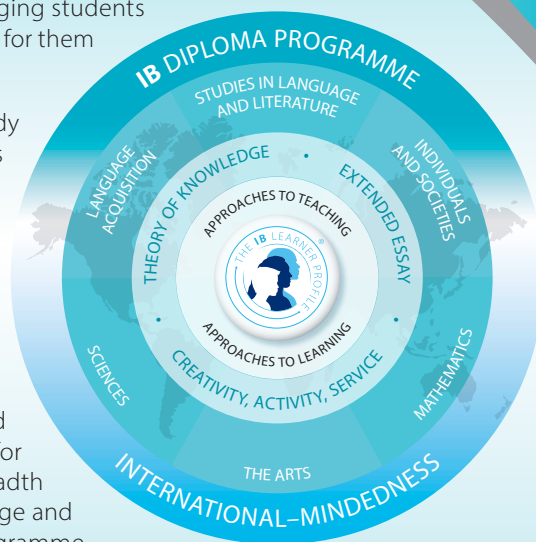 ging students
for them
IB DIPLOMA PROGRAMME
STUDIES IN LANGUAGE
AND LITERATURE
LANGUAGE
ACQUISITION
INDIVIDUALS
AND SOCIETIES
THEORY OF KNOWLEDGE
EXTENDED ESSAY
APPROACHES TO TEACHING
THE IB LEARNER PROFILE®
APPROACHES TO LEARNING
CREATIVITY, ACTIVITY, SERVICE
SCIENCES
MATHEMATICS
THE ARTS
INTERNATIONAL–MINDEDNESS
dy
s
d
for
adth
ge and
gramme